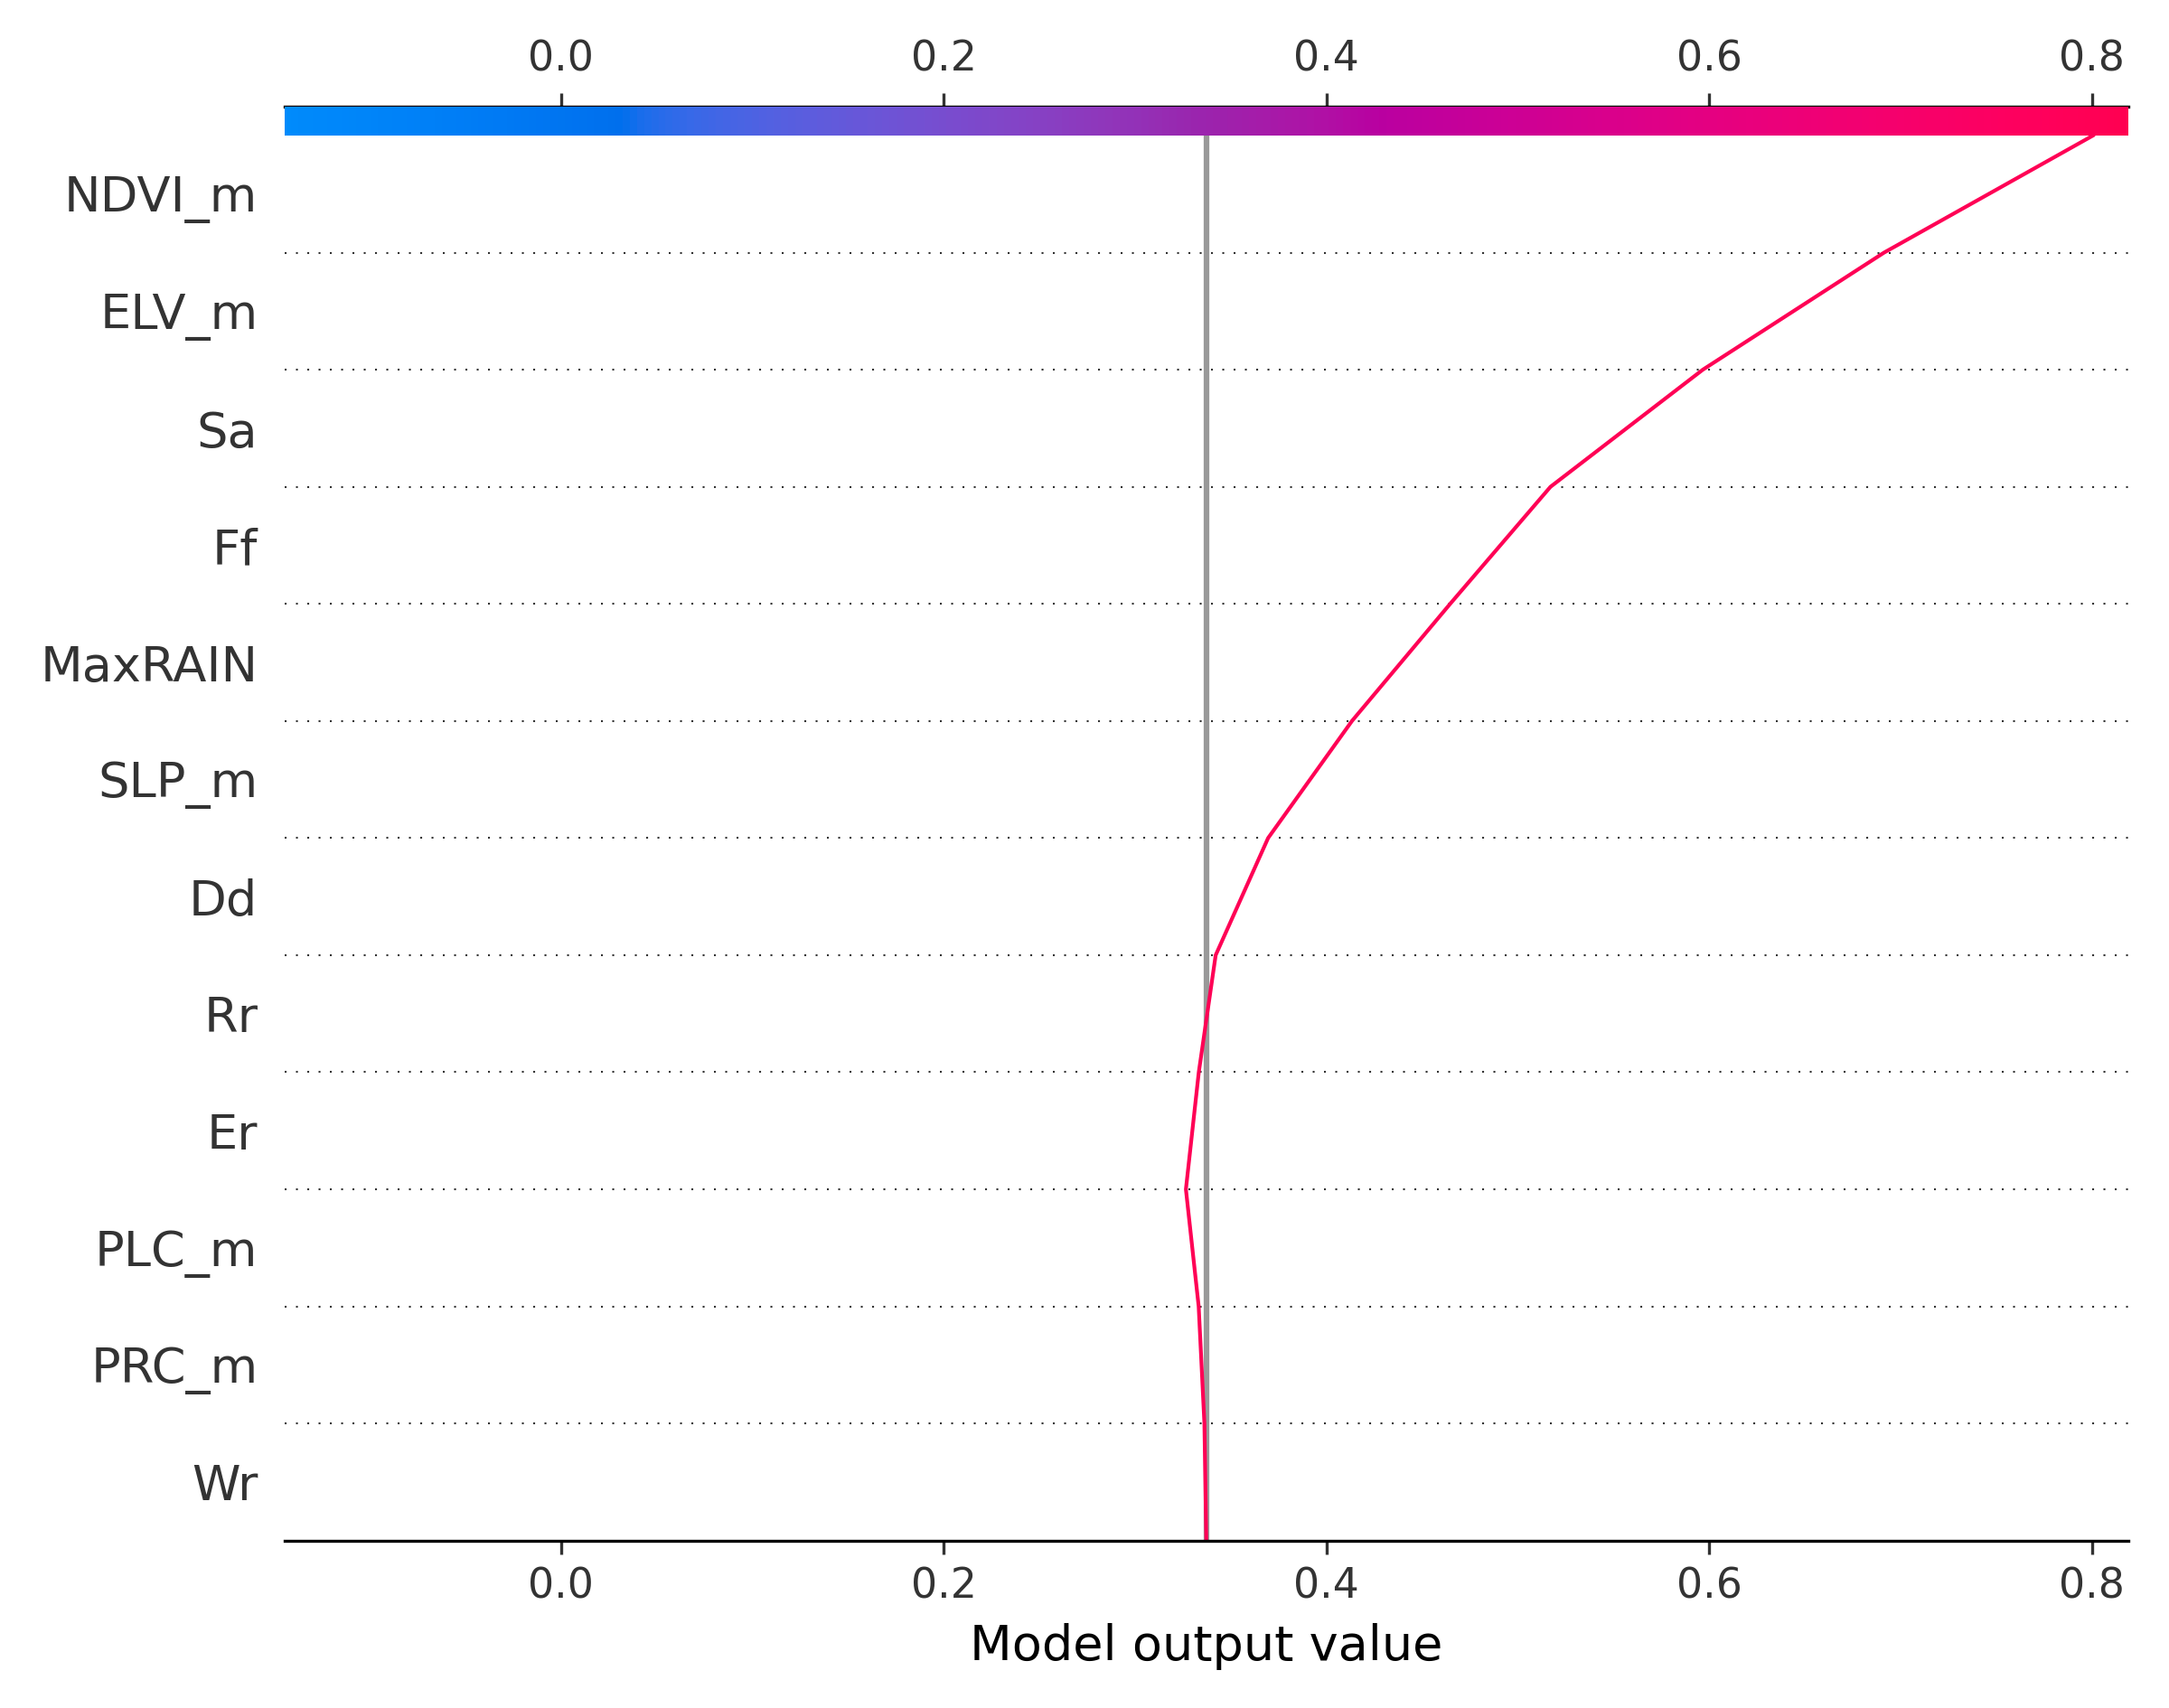 0.0 0.2 0.4 0.6 0.8
NDVI_m
ELV_m
Sa
Ff
MaxRAIN
SLP_m
Dd
Rr
Er
PLC_m
PRC_m
Wr
0.0 0.2 0.4 0.6 0.8
Model output value